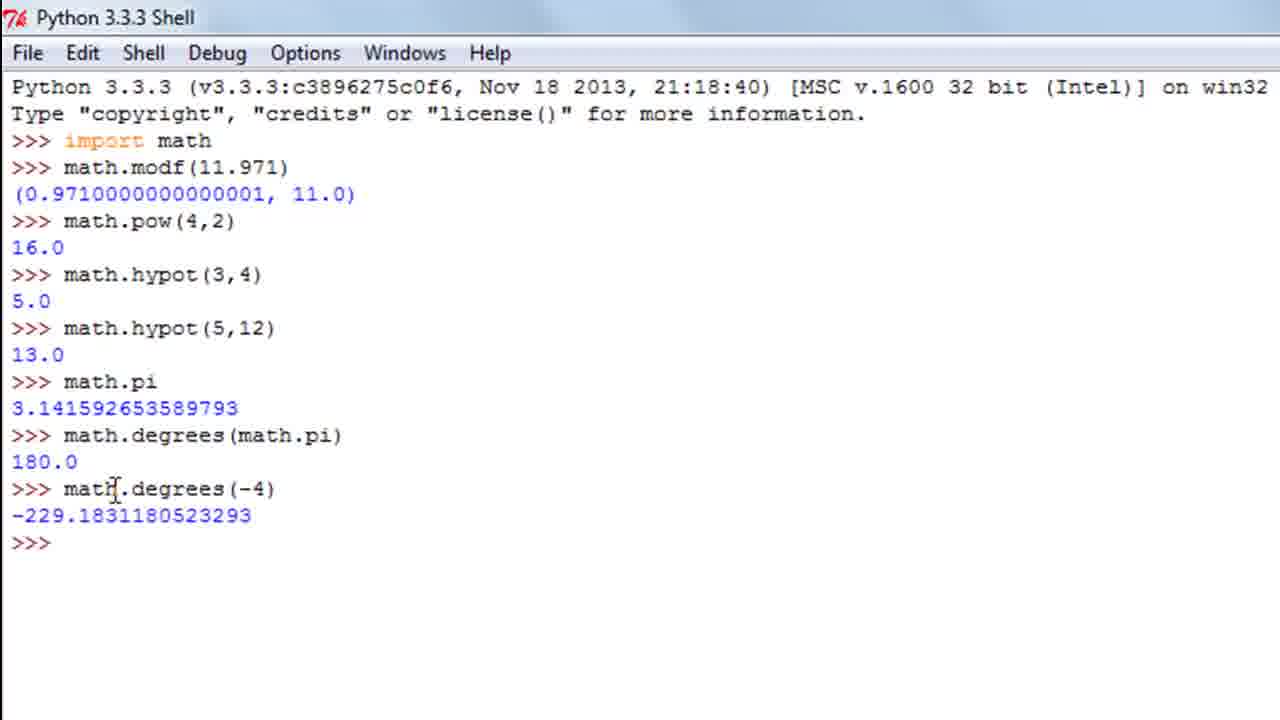 Python 3.3.3 Shell
File Edit Shell Debug Options Windows Help
Python 3.3.3 (v3.3.3:c3896275c0f6, Nov 18 2013, 21:18:40) [MSC v.1600 32 bit (Intel)] on win32
Type "copyright", "credits" or "license()" for more information.
>>> import math
>>> math.modf(11.971)
(0.9710000000000001, 11.0)
>>> math.pow(4,2)
16.0
>>> math.hypot(3,4)
5.0
>>> math.hypot(5,12)
13.0
>>> math.pi
3.141592653589793
>>> math.degrees(math.pi)
180.0
>>> math.degrees(-4)
-229.1831180523293
>>>